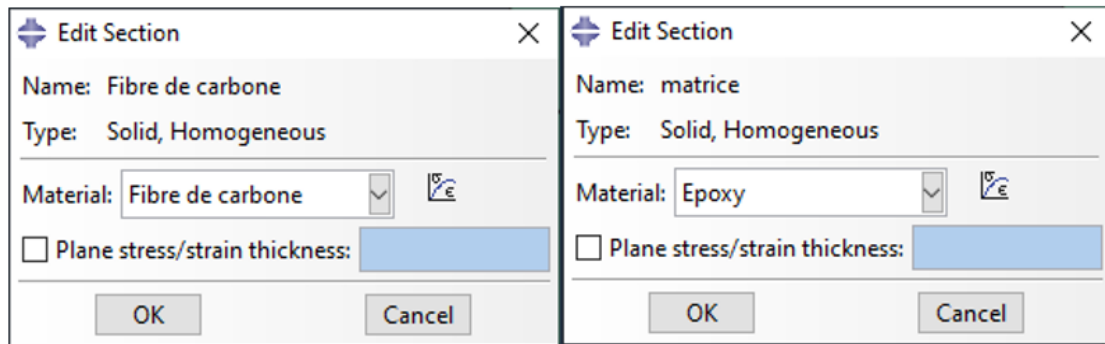 Edit Section
Name: Fibre de carbone
Type: Solid, Homogeneous
Material: Fibre de carbone
Plane stress/strain thickness:
OK Cancel
Edit Section
Name: matrice
Type: Solid, Homogeneous
Material: Epoxy
Plane stress/strain thickness:
OK Cancel